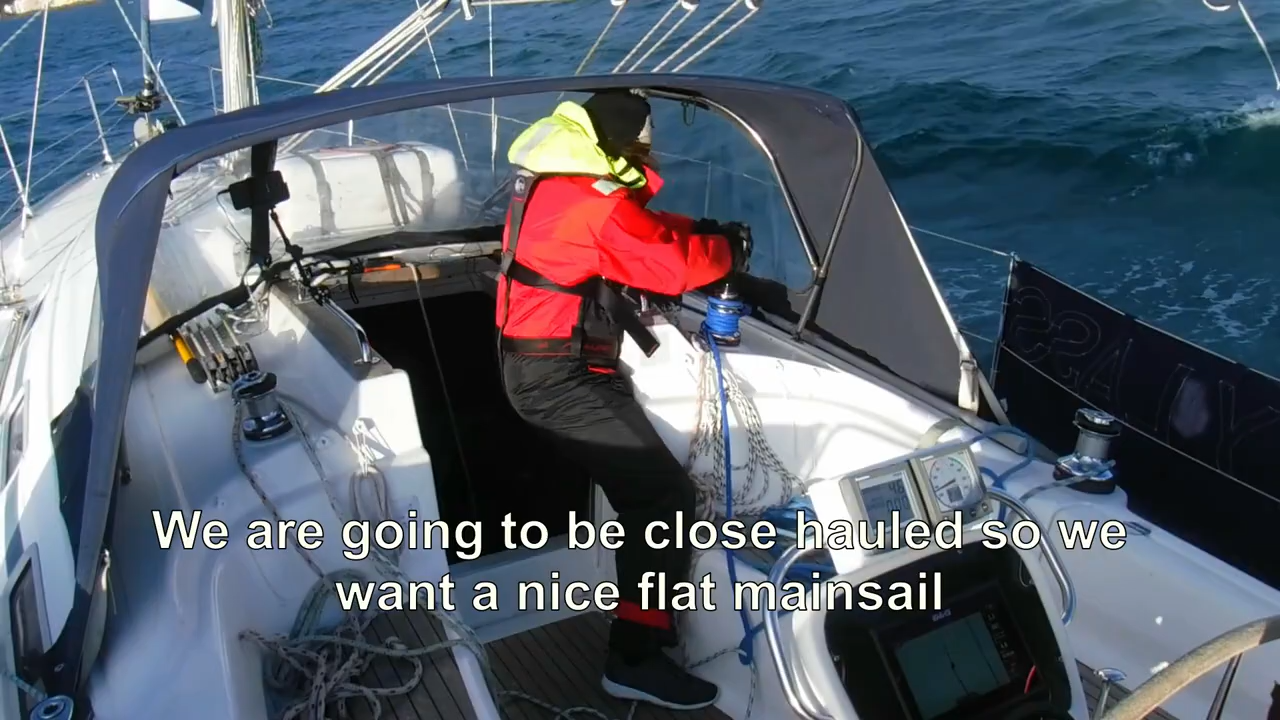 We are going to be close hauled so we
want a nice flat mainsail
B&G